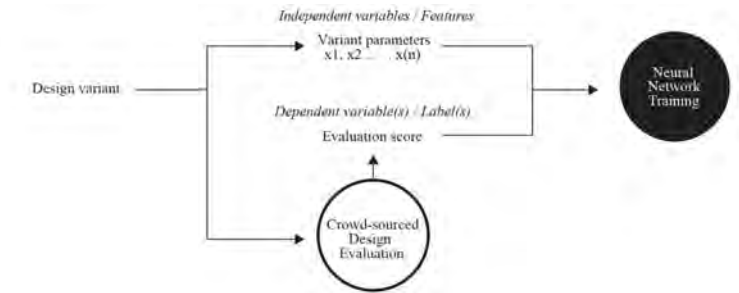 Independent variables / Features
Variant parameters
x1, x2 ... . x(n)
Design variant
Neural
Network
Training
Dependent variable(s) / Label(s)
Evaluation score
Crowd-sourced
Design
Evaluation